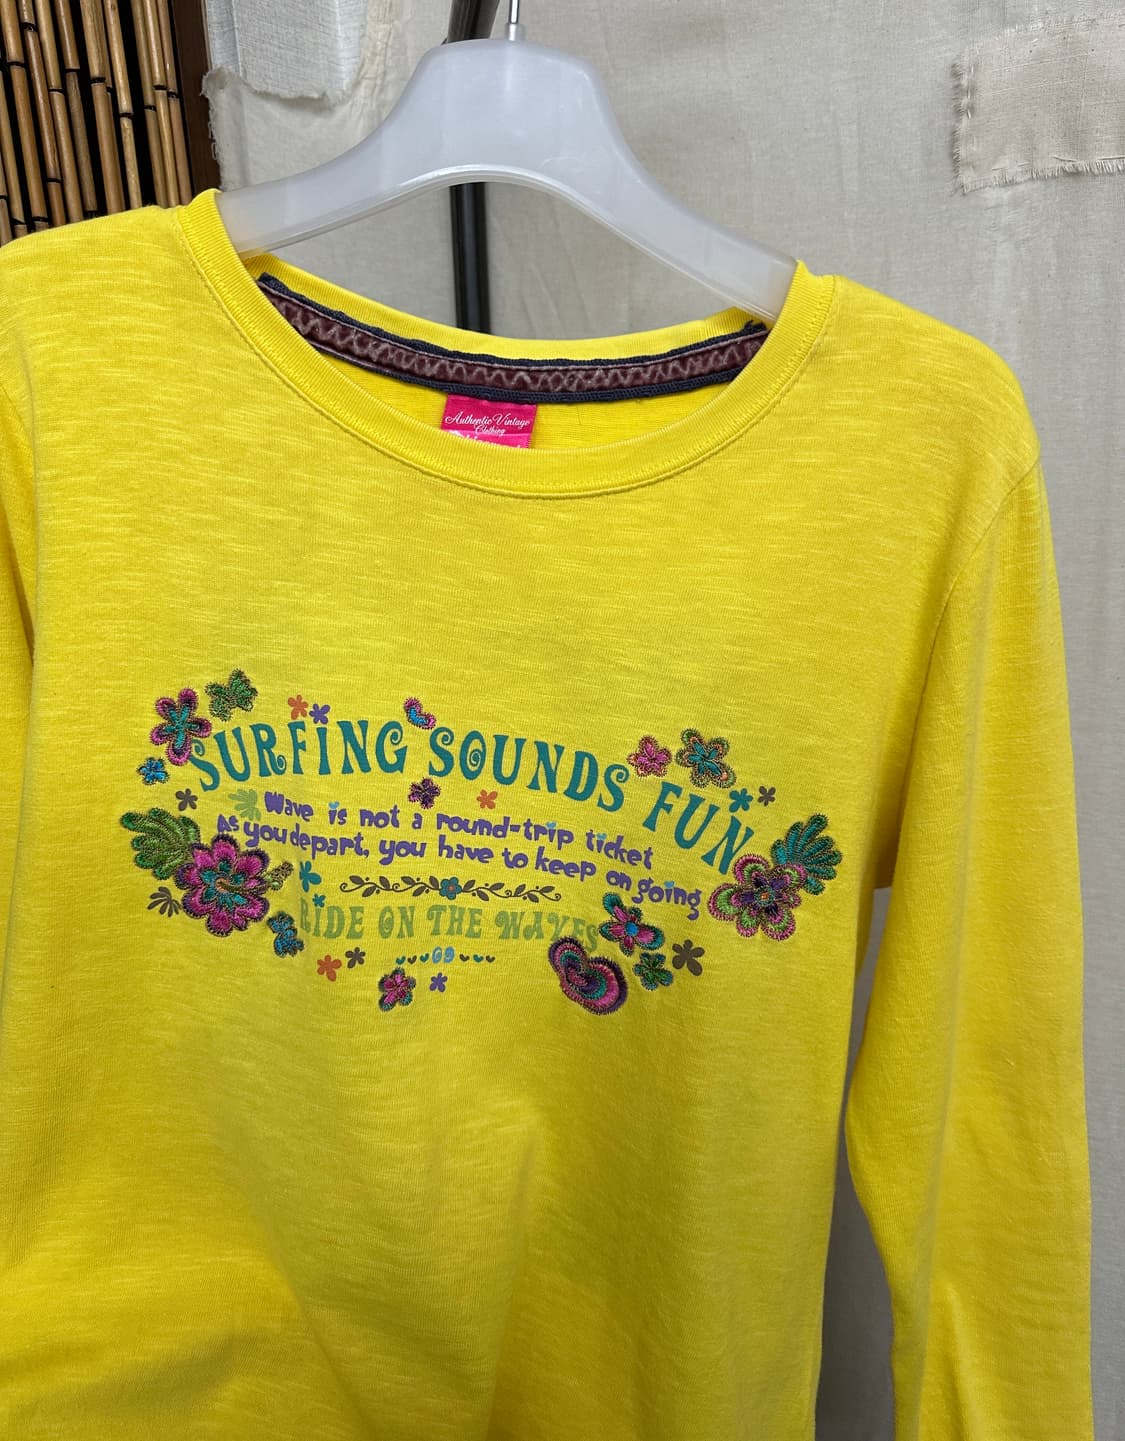 Authentic Vintage
Clothing
SURFING SOUNDS FUN
Wave is not a round-trip ticket
As you depart, you have to keep on going
RIDE ON THE WAVES
69